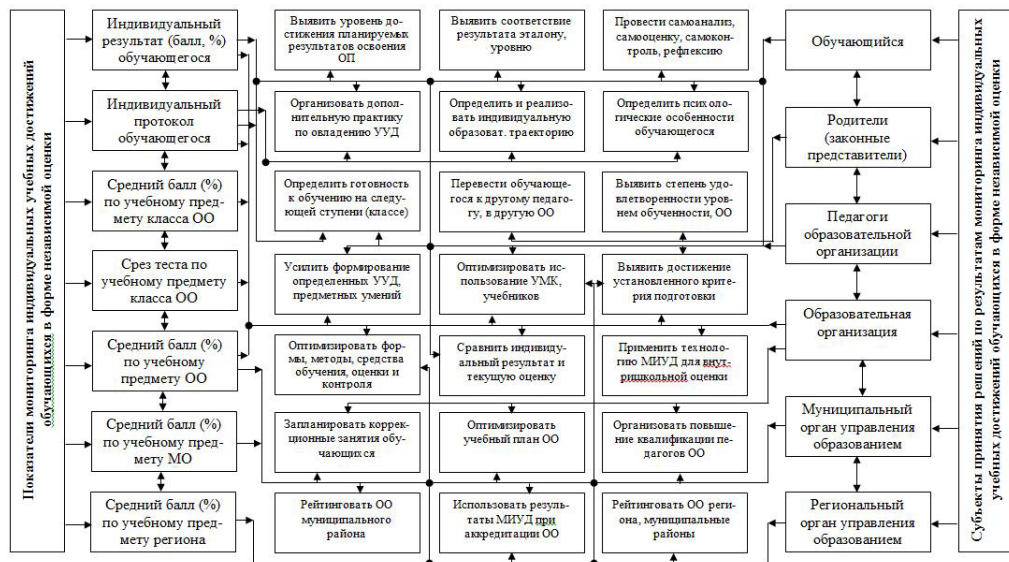 Показатели мониторинга индивидуальных учебных достижений
обучающихся в форме независимой оценки
Индивидуальный
результат (балл, %)
обучающегося
Индивидуальный
протокол
обучающегося
Средний балл (%)
по учебному пред-
мету класса ОО
Срез теста по
учебному предмету
класса ОО
Средний балл (%)
по учебному
предмету ОО
Средний балл (%)
по учебному пред-
мету МО
Средний балл (%)
по учебному пред-
мету региона
Выявить уровень до-
стижения планируемых
результатов освоения
ОП
Выявить соответствие
результата эталону,
уровню
Провести самоанализ,
самооценку, самокон-
троль, рефлексию
Организовать допол-
нительную практику
по овладению УУД
Определить и реализо-
вать индивидуальную
образоват. траекторию
Определить психоло-
гические особенности
обучающегося
Определить готовность
к обучению на следу-
ющей ступени (классе)
Перевести обучающе-
гося к другому педаго-
гу, в другую ОО
Выявить степень удо-
влетворенности уров-
нем обученности, ОО
Усилить формирование
определенных УУД,
предметных умений
Оптимизировать ис-
пользование УМК,
учебников
Выявить достижение
установленного крите-
рия подготовки
Оптимизировать фор-
мы, методы, средства
обучения, оценки и
контроля
Сравнить индивиду-
альный результат и
текущую оценку
Применить техноло-
гию МИУД для внут-
ришкольной оценки
Запланировать коррек-
ционные занятия обу-
чающихся
Оптимизировать
учебный план ОО
Организовать повыше-
ние квалификации пе-
дагогов ОО
Рейтинговать ОО
муниципального
района
Использовать резуль-
таты МИУД при
аккредитации ОО
Рейтинговать ОО реги-
она, муниципальные
районы
Обучающийся
Родители
(законные
представители)
Педагоги
образовательной
организации
Образовательная
организация
Муниципальный
орган управления
образованием
Региональный
орган управления
образованием
Субъекты принятия решений по результатам мониторинга индивидуальных
учебных достижений обучающихся в форме независимой оценки